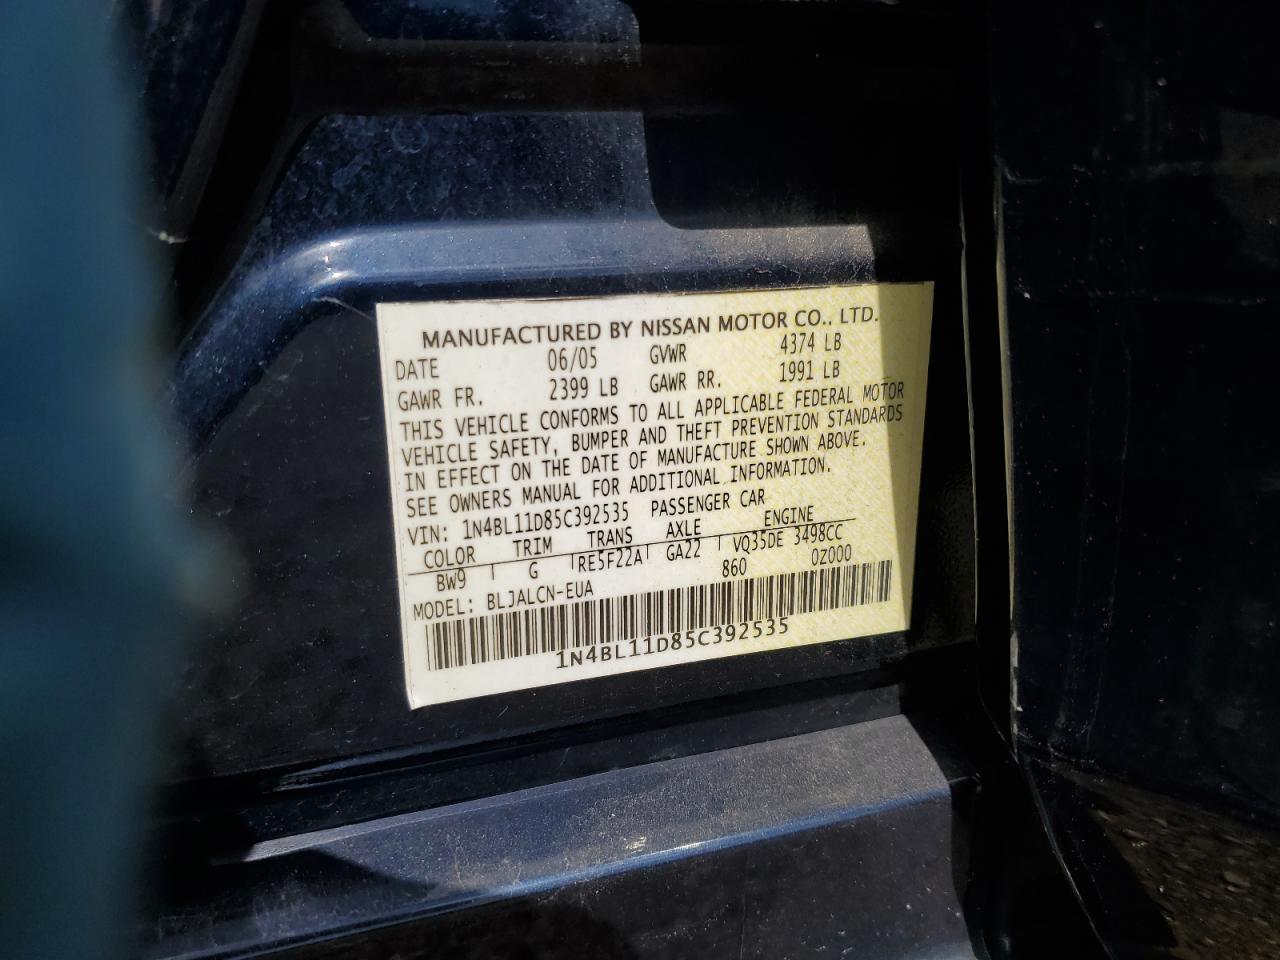 MANUFACTURED BY NISSAN MOTOR CO., LTD.
DATE 06/05 GVWR 4374 LB
GAWR FR. 2399 LB GAWR RR. 1991 LB
THIS VEHICLE CONFORMS TO ALL APPLICABLE FEDERAL MOTOR
VEHICLE SAFETY, BUMPER AND THEFT PREVENTION STANDARDS
IN EFFECT ON THE DATE OF MANUFACTURE SHOWN ABOVE.
SEE OWNERS MANUAL FOR ADDITIONAL INFORMATION.
VIN: 1N4BL11D85C392535 PASSENGER CAR
COLOR TRIM TRANS AXLE ENGINE
BW9 G RE5F22A GA22 VQ35DE 3498CC
MODEL: BLJALCN-EUA 860 0Z000
1N4BL11D85C392535